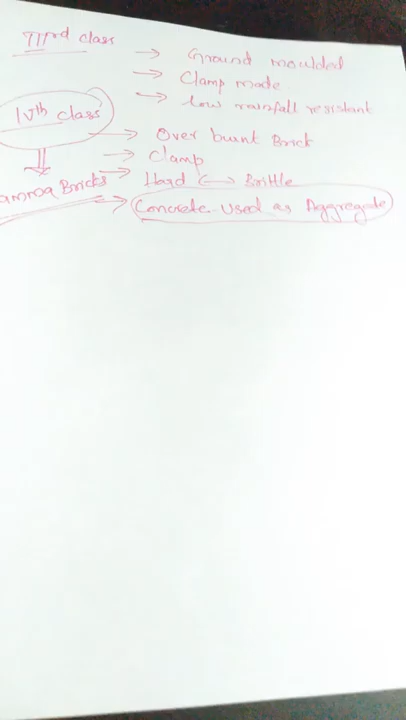 IIIrd class
→ Ground moulded
→ Clamp made
→ low rainfall resistant
IVth class
→ Over burnt Brick
→ Clamp
→ Hard ↔ Brittle
Bricks
→ Concrete used as Aggregate